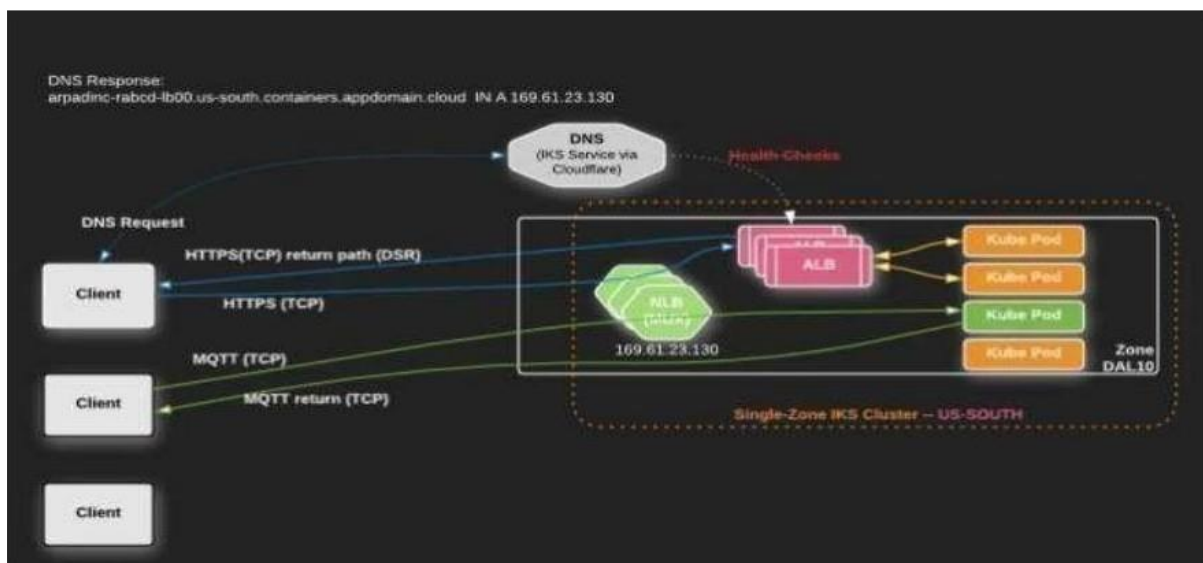 DNS Response:
arpadinc-rabcd-lb00.us-south.containers.appdomain.cloud IN A 169.61.23.130
DNS
(IKS Service via
Cloudflare)
Health-Checks
DNS Request
HTTPS(TCP) return path (DSR)
Client
HTTPS (TCP)
ALB
ALB
NLB
(MUX)
169.61.23.130
Kube Pod
Kube Pod
Kube Pod
Kube Pod
Zone
DAL10
MQTT (TCP)
Client
MQTT return (TCP)
Single-Zone IKS Cluster -- US-SOUTH
Client